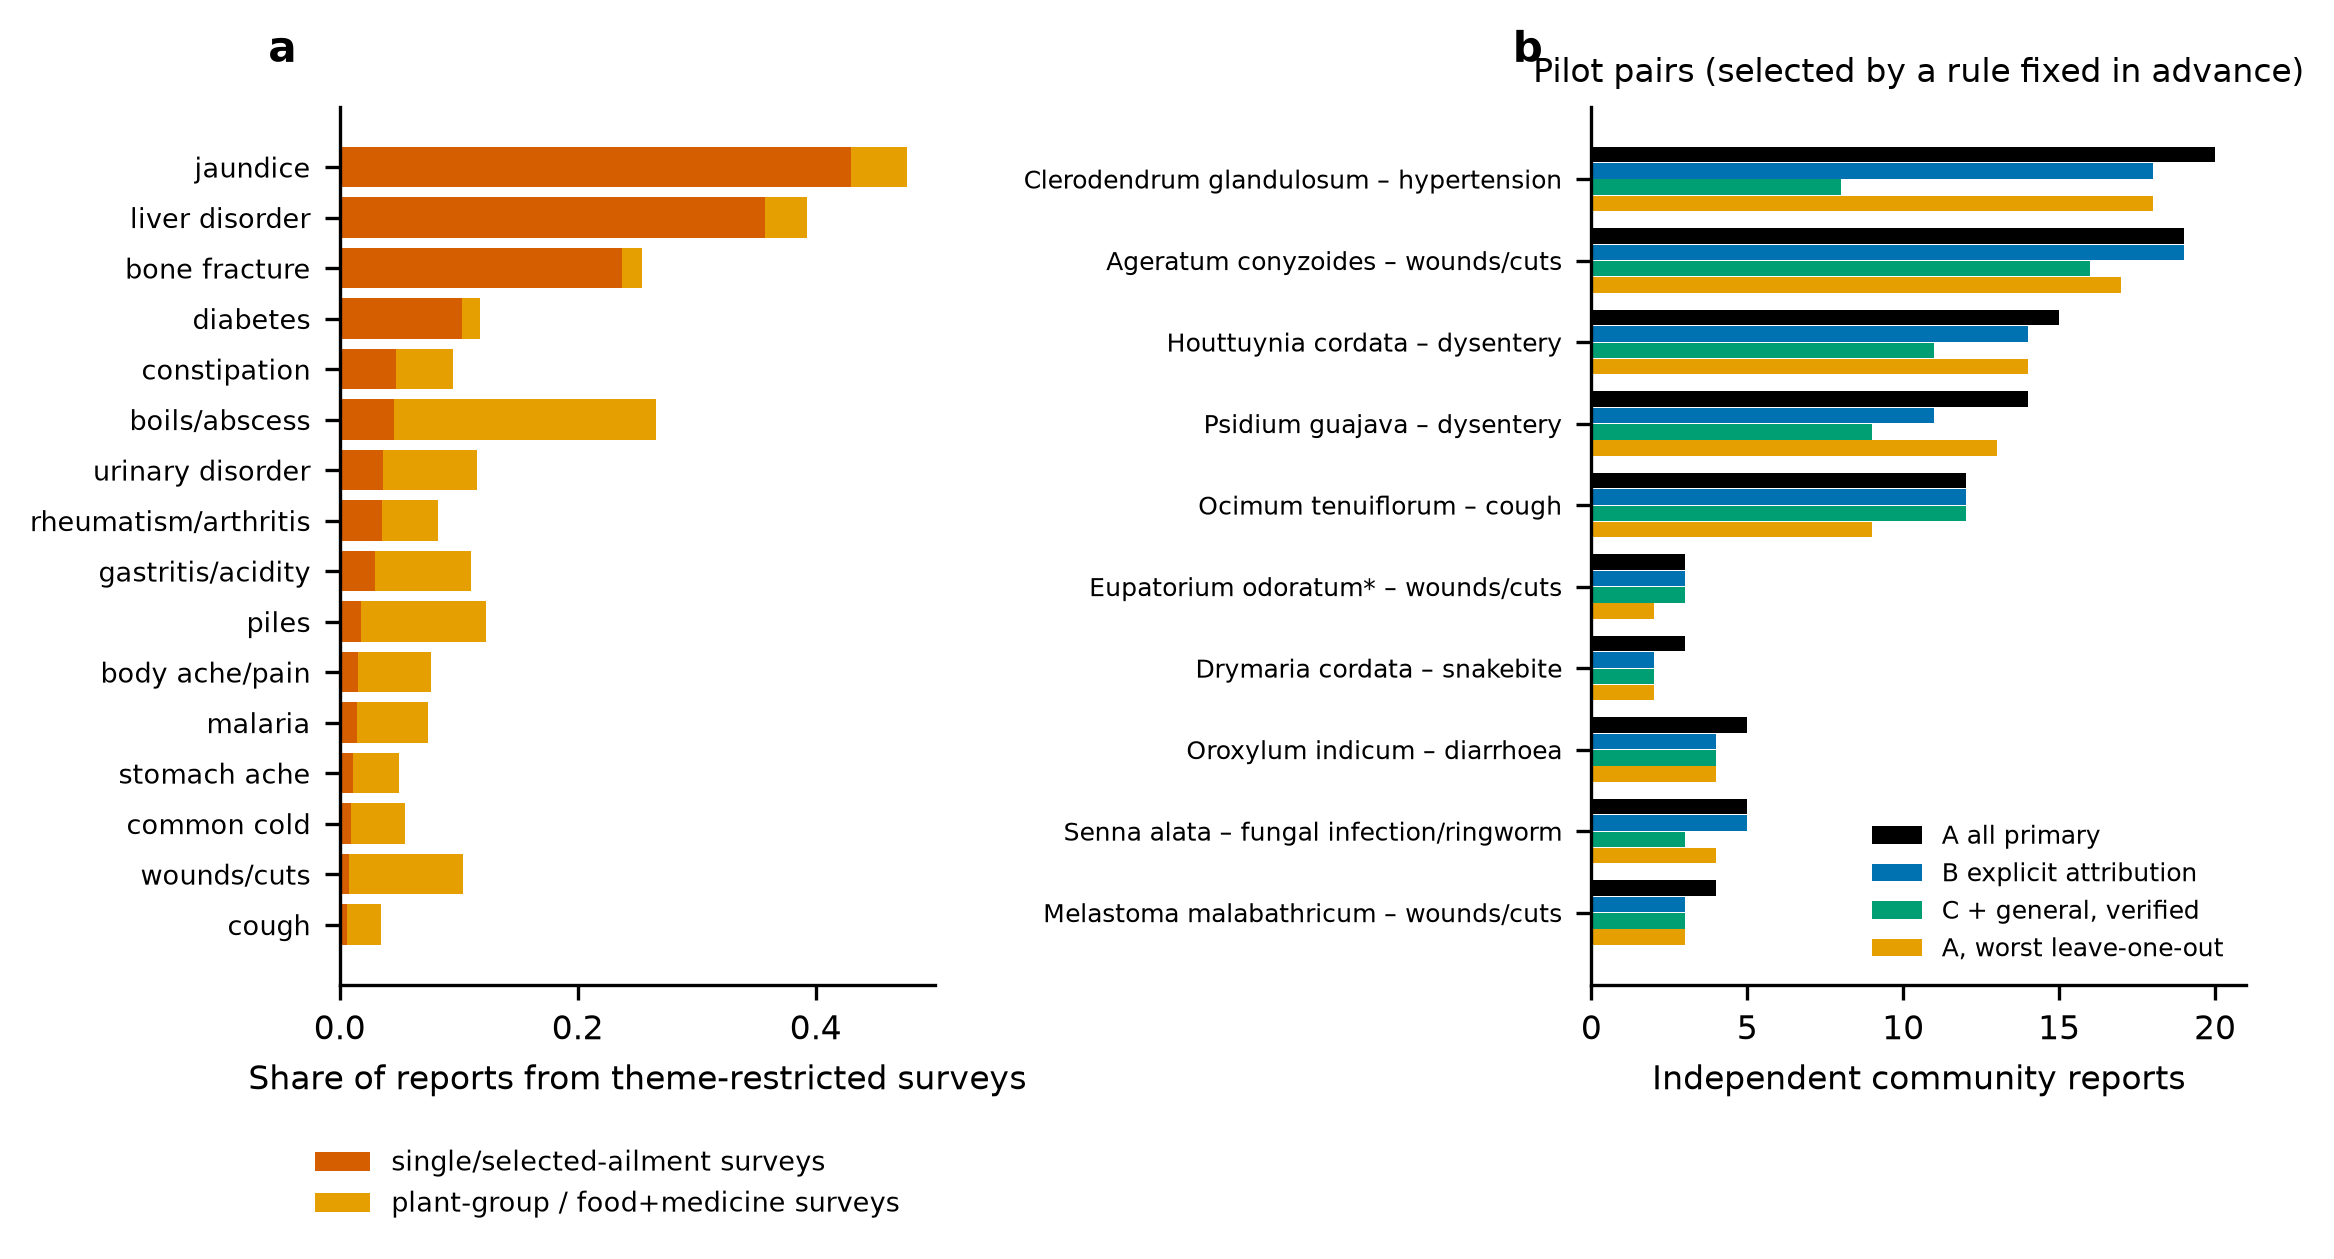 a
jaundice
liver disorder
bone fracture
diabetes
constipation
boils/abscess
urinary disorder
rheumatism/arthritis
gastritis/acidity
piles
body ache/pain
malaria
stomach ache
common cold
wounds/cuts
cough
0.0 0.2 0.4
Share of reports from theme-restricted surveys
single/selected-ailment surveys
plant-group / food+medicine surveys
b
Pilot pairs (selected by a rule fixed in advance)
Clerodendrum glandulosum – hypertension
Ageratum conyzoides – wounds/cuts
Houttuynia cordata – dysentery
Psidium guajava – dysentery
Ocimum tenuiflorum – cough
Eupatorium odoratum* – wounds/cuts
Drymaria cordata – snakebite
Oroxylum indicum – diarrhoea
Senna alata – fungal infection/ringworm
Melastoma malabathricum – wounds/cuts
A all primary
B explicit attribution
C + general, verified
A, worst leave-one-out
0 5 10 15 20
Independent community reports